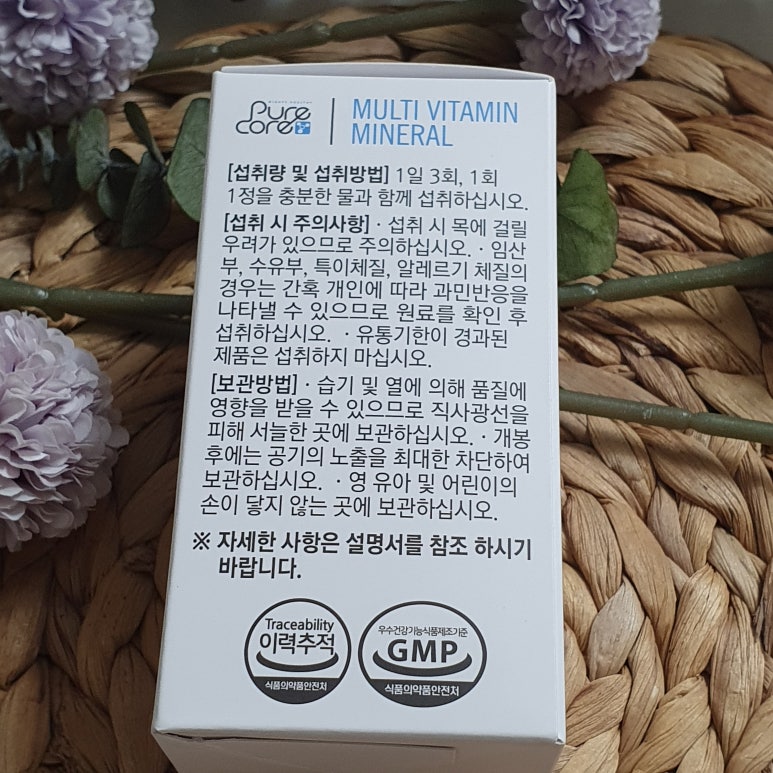 Pure
core
MULTI VITAMIN
MINERAL
[섭취량 및 섭취방법] 1일 3회, 1회
1정을 충분한 물과 함께 섭취하십시오.
[섭취 시 주의사항] · 섭취 시 목에 걸릴
우려가 있으므로 주의하십시오. · 임산
부, 수유부, 특이체질, 알레르기 체질의
경우는 간혹 개인에 따라 과민반응을
나타낼 수 있으므로 원료를 확인 후
섭취하십시오. · 유통기한이 경과된
제품은 섭취하지 마십시오.
[보관방법] · 습기 및 열에 의해 품질에
영향을 받을 수 있으므로 직사광선을
피해 서늘한 곳에 보관하십시오. · 개봉
후에는 공기의 노출을 최대한 차단하여
보관하십시오. · 영 유아 및 어린이의
손이 닿지 않는 곳에 보관하십시오.
※ 자세한 사항은 설명서를 참조 하시기
바랍니다.
Traceability
이력추적
식품의약품안전처
우수건강기능식품제조기준
GMP
식품의약품안전처